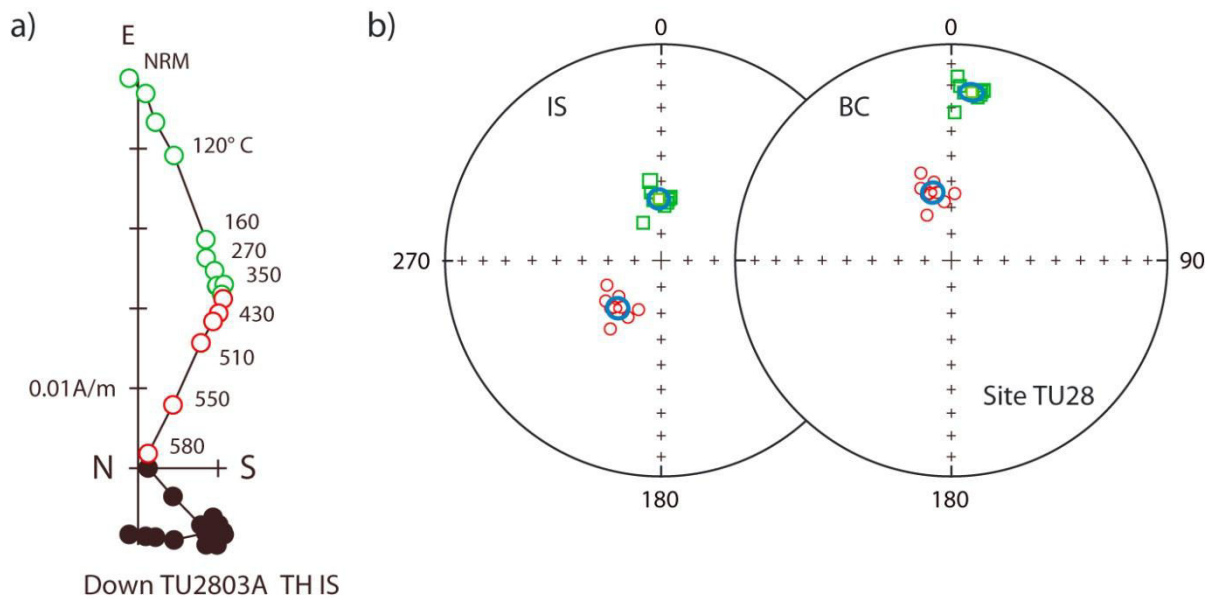 a)
E
NRM
120° C
160
270
350
430
510
0.01A/m
550
580
N
S
Down TU2803A TH IS
b)
0
0
IS
BC
270
90
Site TU28
180
180